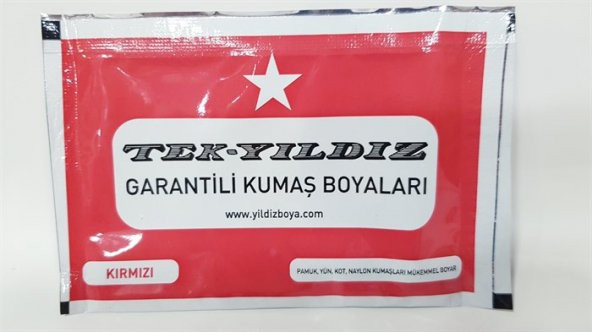 TEK-YILDIZ
GARANTİLİ KUMAŞ BOYALARI
www.yildizboya.com
KIRMIZI
PAMUK, YÜN, KOT, NAYLON KUMAŞLARI MÜKEMMEL BOYAR